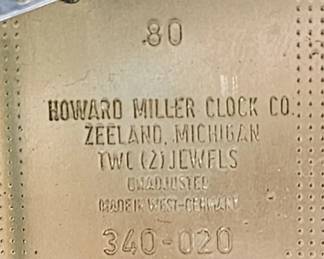 80
HOWARD MILLER CLOCK CO.
ZEELAND, MICHIGAN
TWO (2) JEWELS
UNADJUSTED
MADE IN WEST-GERMANY
340-020